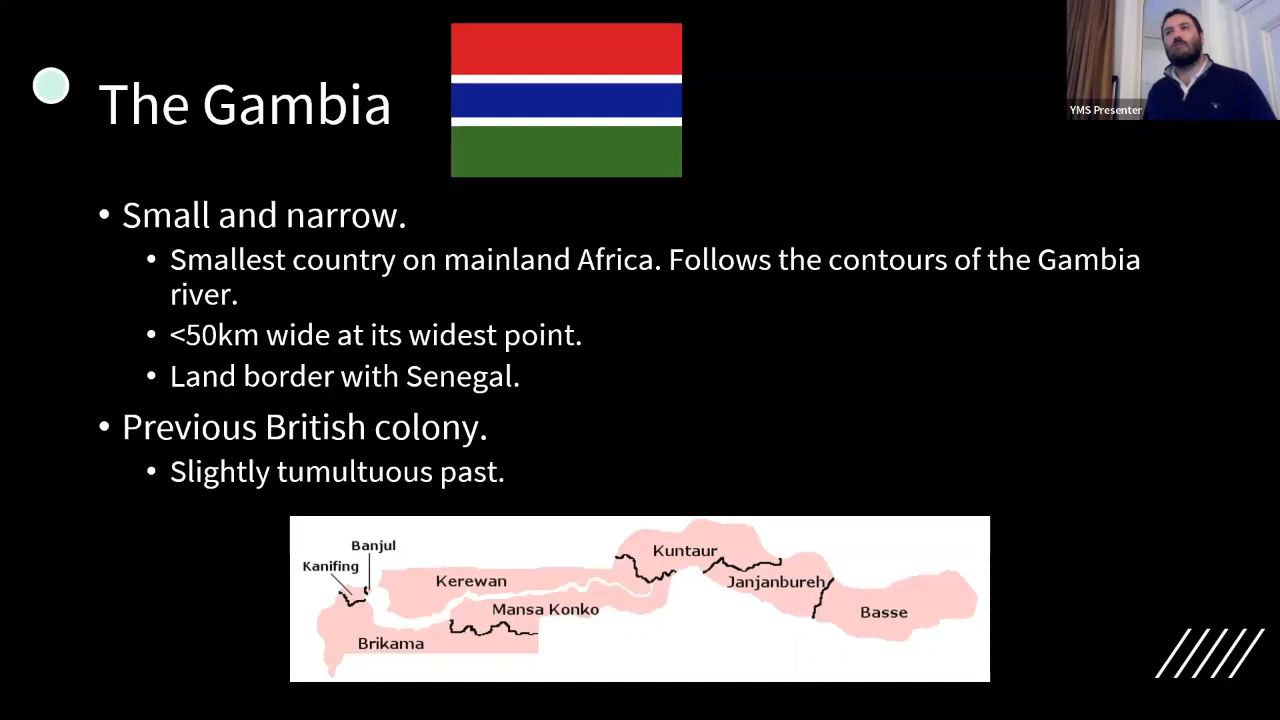 The Gambia
YMS Presenter
• Small and narrow.
• Smallest country on mainland Africa. Follows the contours of the Gambia
river.
• <50km wide at its widest point.
• Land border with Senegal.
• Previous British colony.
• Slightly tumultuous past.
Banjul
Kanifing
Kerewan
Kuntaur
Janjanbureh
Mansa Konko
Basse
Brikama